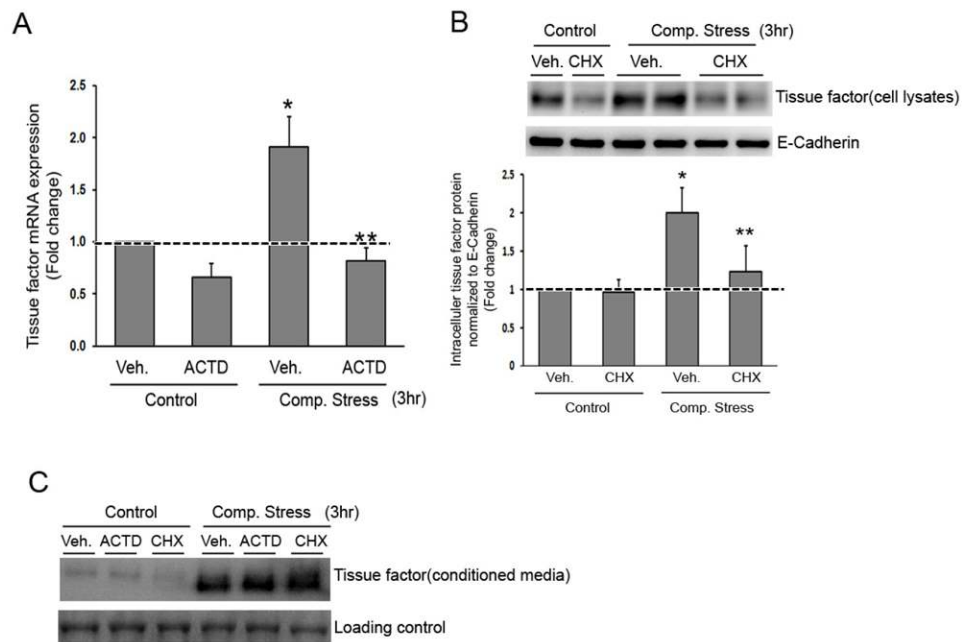 A
Tissue factor mRNA expression
(Fold change)
2.5
2.0
1.5
1.0
0.5
0.0
*
**
Veh. ACTD Veh. ACTD
Control Comp. Stress (3hr)
B
Control Comp. Stress (3hr)
Veh. CHX Veh. CHX
Tissue factor(cell lysates)
E-Cadherin
Intracelluler tissue factor protein
normalized to E-Cadherin
(Fold change)
2.5
2
1.5
1
0.5
0
*
**
Veh. CHX Veh. CHX
Control Comp. Stress
C
Control Comp. Stress (3hr)
Veh. ACTD CHX Veh. ACTD CHX
Tissue factor(conditioned media)
Loading control